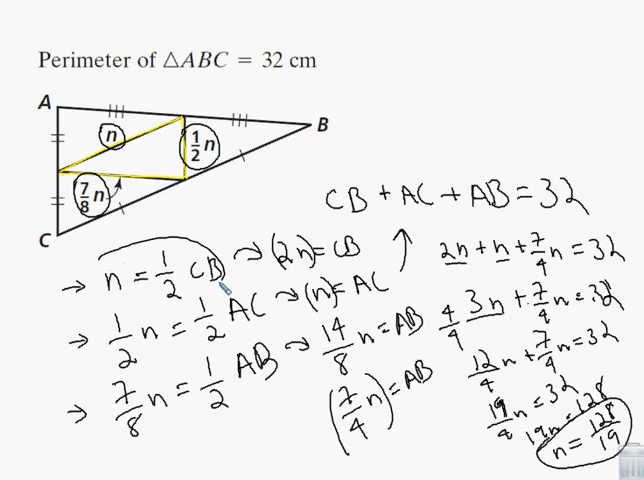 Perimeter of △ABC = 32 cm
A
B
n
1/2 n
7/8 n
C
CB + AC + AB = 32
→ n = 1/2 CB → (2n) = CB
→ 1/2 n = 1/2 AC → (n) = AC
→ 7/8 n = 1/2 AB → 14/8 n = AB
(7/4 n) = AB
2n + n + 7/4 n = 32
4/4 3n + 7/4 n = 32
12/4 n + 7/4 n = 32
19/4 n = 32
19n = 128
n = 128/19